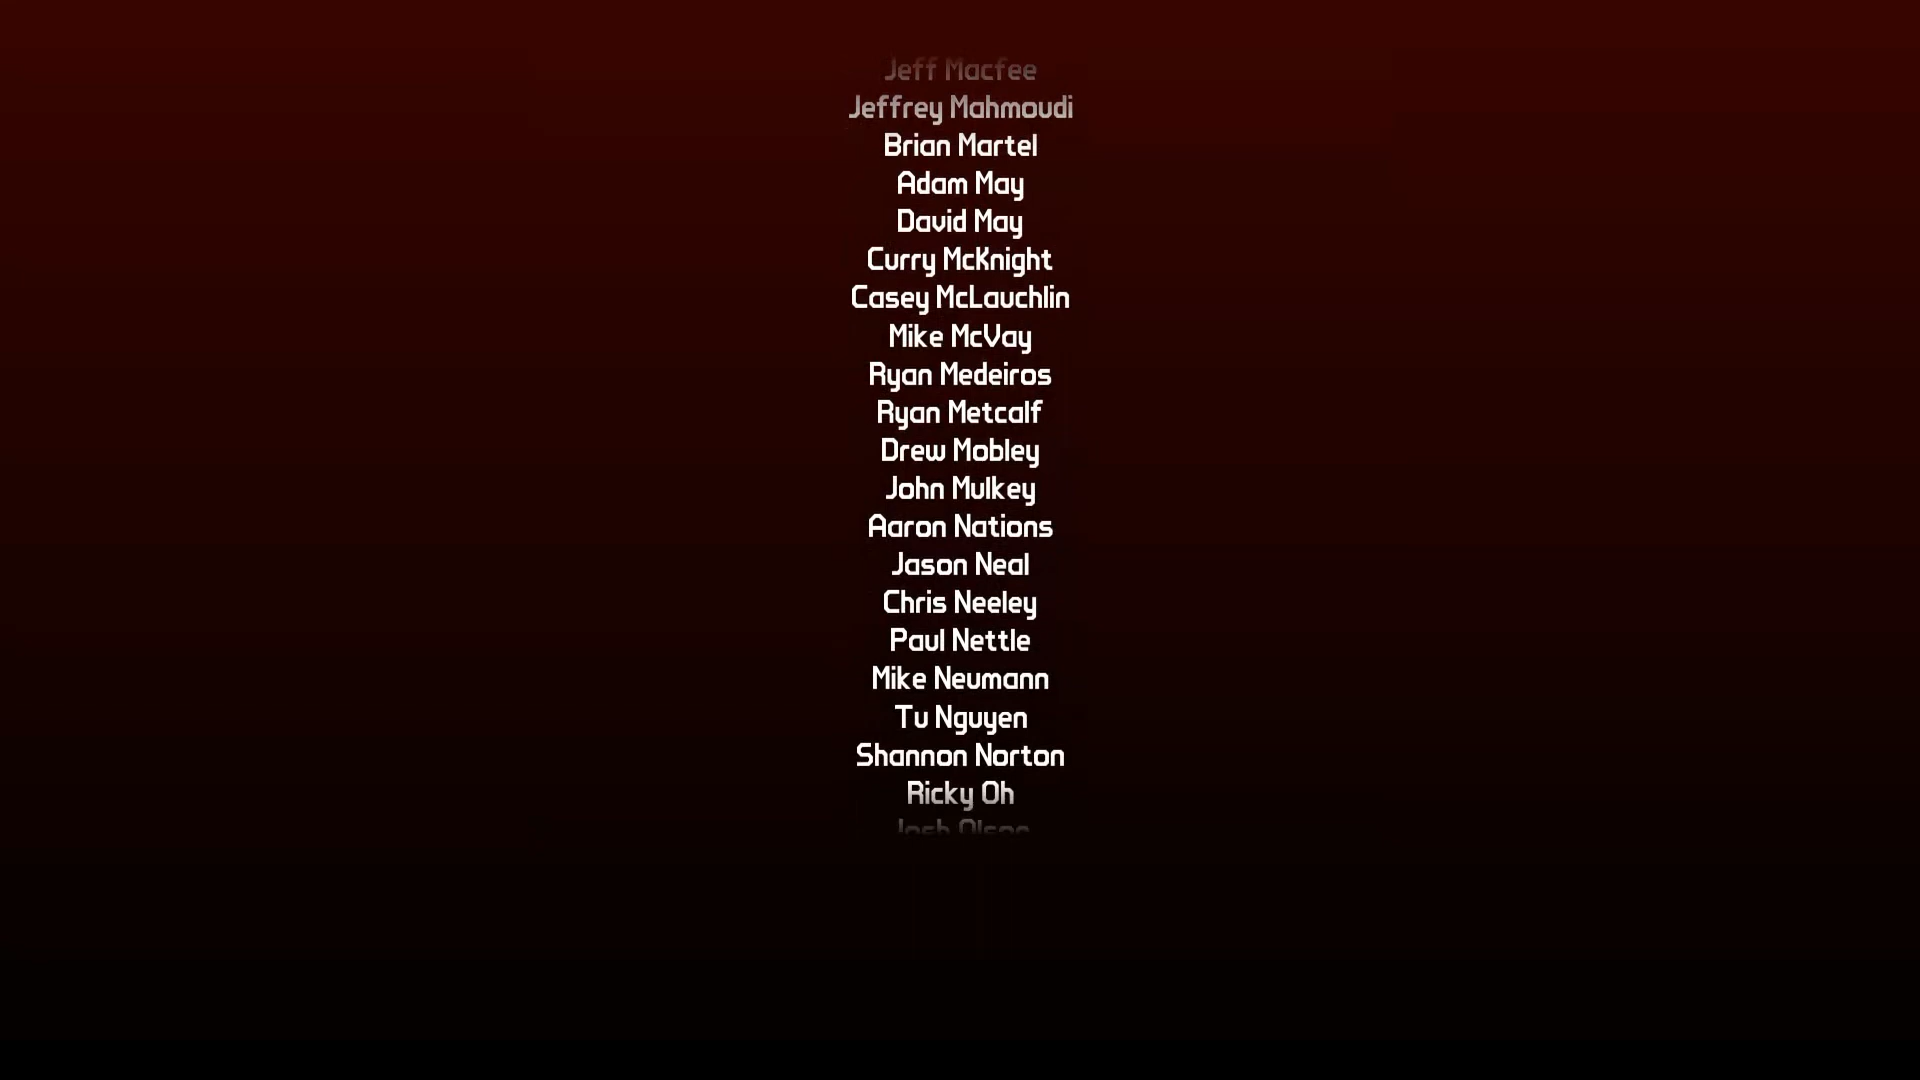 Jeff Macfee
Jeffrey Mahmoudi
Brian Martel
Adam May
David May
Curry McKnight
Casey McLauchlin
Mike McVay
Ryan Medeiros
Ryan Metcalf
Drew Mobley
John Mulkey
Aaron Nations
Jason Neal
Chris Neeley
Paul Nettle
Mike Neumann
Tu Nguyen
Shannon Norton
Ricky Oh
Josh Olson